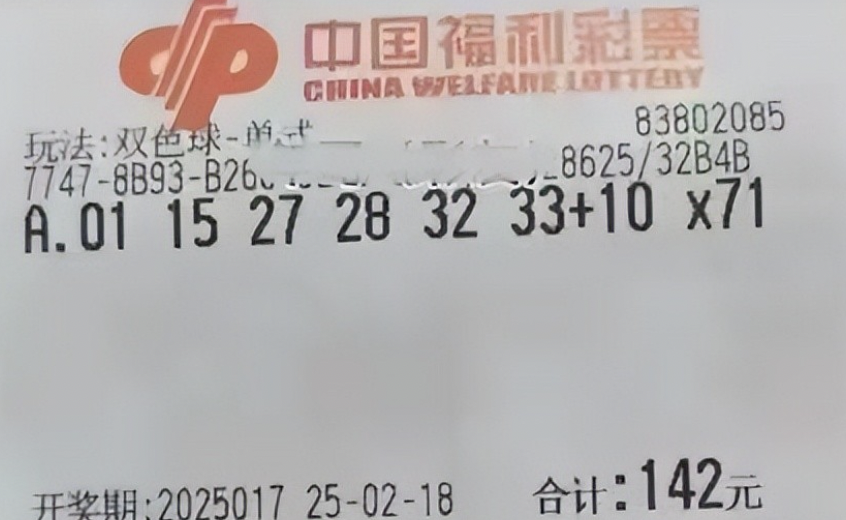 中国福利彩票
CHINA WELFARE LOTTERY
83802085
玩法:双色球-单式
7747-8B93-B26 8625/32B4B
A.01 15 27 28 32 33+10 x71
开奖期:2025017 25-02-18 合计:142元